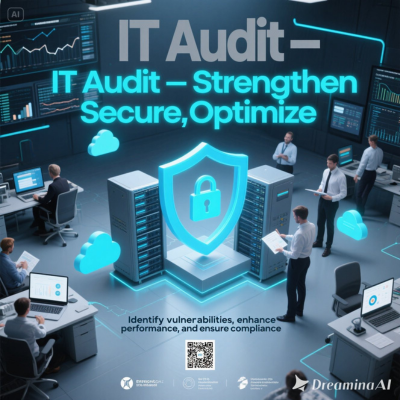 AI
IT Audit –
IT Audit – Strengthen
Secure, Optimize
Identify vulnerabilities, enhance
performance, and ensure compliance
DreaminaAI